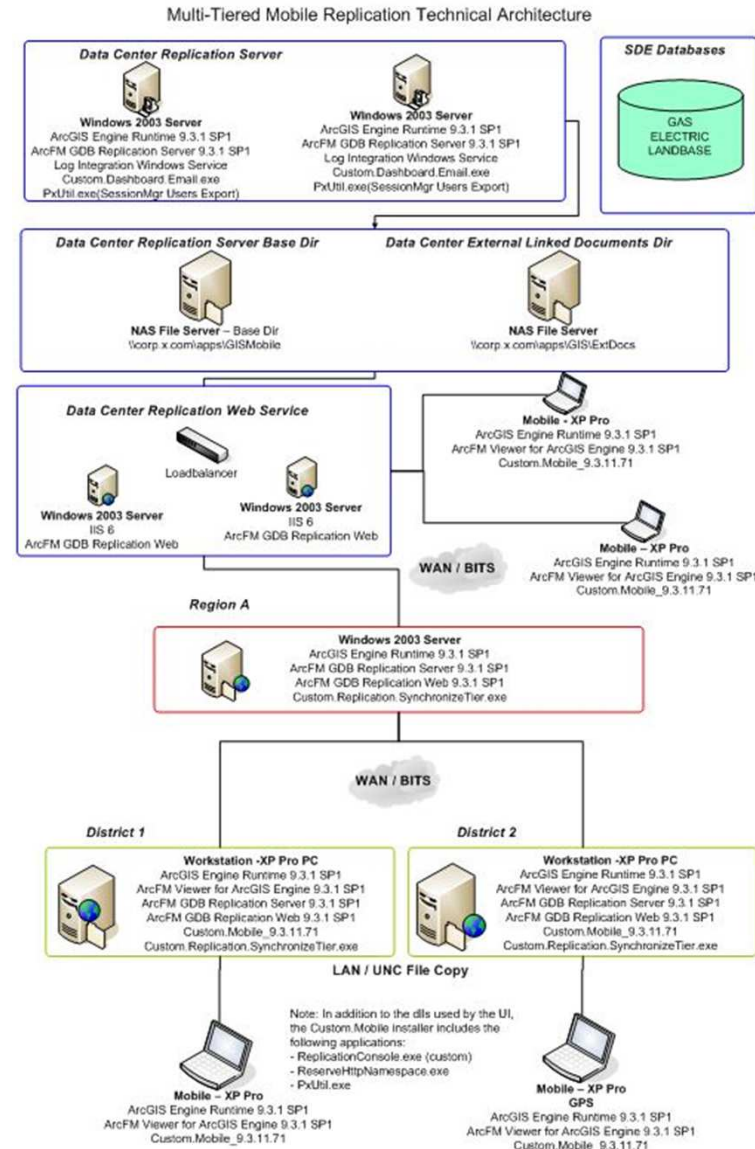 Multi-Tiered Mobile Replication Technical Architecture
Data Center Replication Server
Windows 2003 Server
ArcGIS Engine Runtime 9.3.1 SP1
ArcFM GDB Replication Server 9.3.1 SP1
Log Integration Windows Service
Custom.Dashboard.Email.exe
PxUtil.exe(SessionMgr Users Export)
Windows 2003 Server
ArcGIS Engine Runtime 9.3.1 SP1
ArcFM GDB Replication Server 9.3.1 SP1
Log Integration Windows Service
Custom.Dashboard.Email.exe
PxUtil.exe(SessionMgr Users Export)
SDE Databases
GAS
ELECTRIC
LANDBASE
Data Center Replication Server Base Dir
NAS File Server – Base Dir
\\corp.x.com\apps\GISMobile
Data Center External Linked Documents Dir
NAS File Server
\\corp.x.com\apps\GIS\ExtDocs
Data Center Replication Web Service
Loadbalancer
Windows 2003 Server
IIS 6
ArcFM GDB Replication Web
Windows 2003 Server
IIS 6
ArcFM GDB Replication Web
Mobile - XP Pro
ArcGIS Engine Runtime 9.3.1 SP1
ArcFM Viewer for ArcGIS Engine 9.3.1 SP1
Custom.Mobile_9.3.11.71
Mobile – XP Pro
ArcGIS Engine Runtime 9.3.1 SP1
ArcFM Viewer for ArcGIS Engine 9.3.1 SP1
Custom.Mobile_9.3.11.71
WAN / BITS
Region A
Windows 2003 Server
ArcGIS Engine Runtime 9.3.1 SP1
ArcFM GDB Replication Server 9.3.1 SP1
ArcFM GDB Replication Web 9.3.1 SP1
Custom.Replication.SynchronizeTier.exe
WAN / BITS
District 1
Workstation -XP Pro PC
ArcGIS Engine Runtime 9.3.1 SP1
ArcFM Viewer for ArcGIS Engine 9.3.1 SP1
ArcFM GDB Replication Server 9.3.1 SP1
ArcFM GDB Replication Web 9.3.1 SP1
Custom.Mobile_9.3.11.71
Custom.Replication.SynchronizeTier.exe
District 2
Workstation -XP Pro PC
ArcGIS Engine Runtime 9.3.1 SP1
ArcFM Viewer for ArcGIS Engine 9.3.1 SP1
ArcFM GDB Replication Server 9.3.1 SP1
ArcFM GDB Replication Web 9.3.1 SP1
Custom.Mobile_9.3.11.71
Custom.Replication.SynchronizeTier.exe
LAN / UNC File Copy
Note: In addition to the dlls used by the UI,
the Custom.Mobile installer includes the
following applications:
- ReplicationConsole.exe (custom)
- ReserveHttpNamespace.exe
- PxUtil.exe
Mobile – XP Pro
ArcGIS Engine Runtime 9.3.1 SP1
ArcFM Viewer for ArcGIS Engine 9.3.1 SP1
Custom.Mobile_9.3.11.71
Mobile – XP Pro
GPS
ArcGIS Engine Runtime 9.3.1 SP1
ArcFM Viewer for ArcGIS Engine 9.3.1 SP1
Custom.Mobile_9.3.11.71